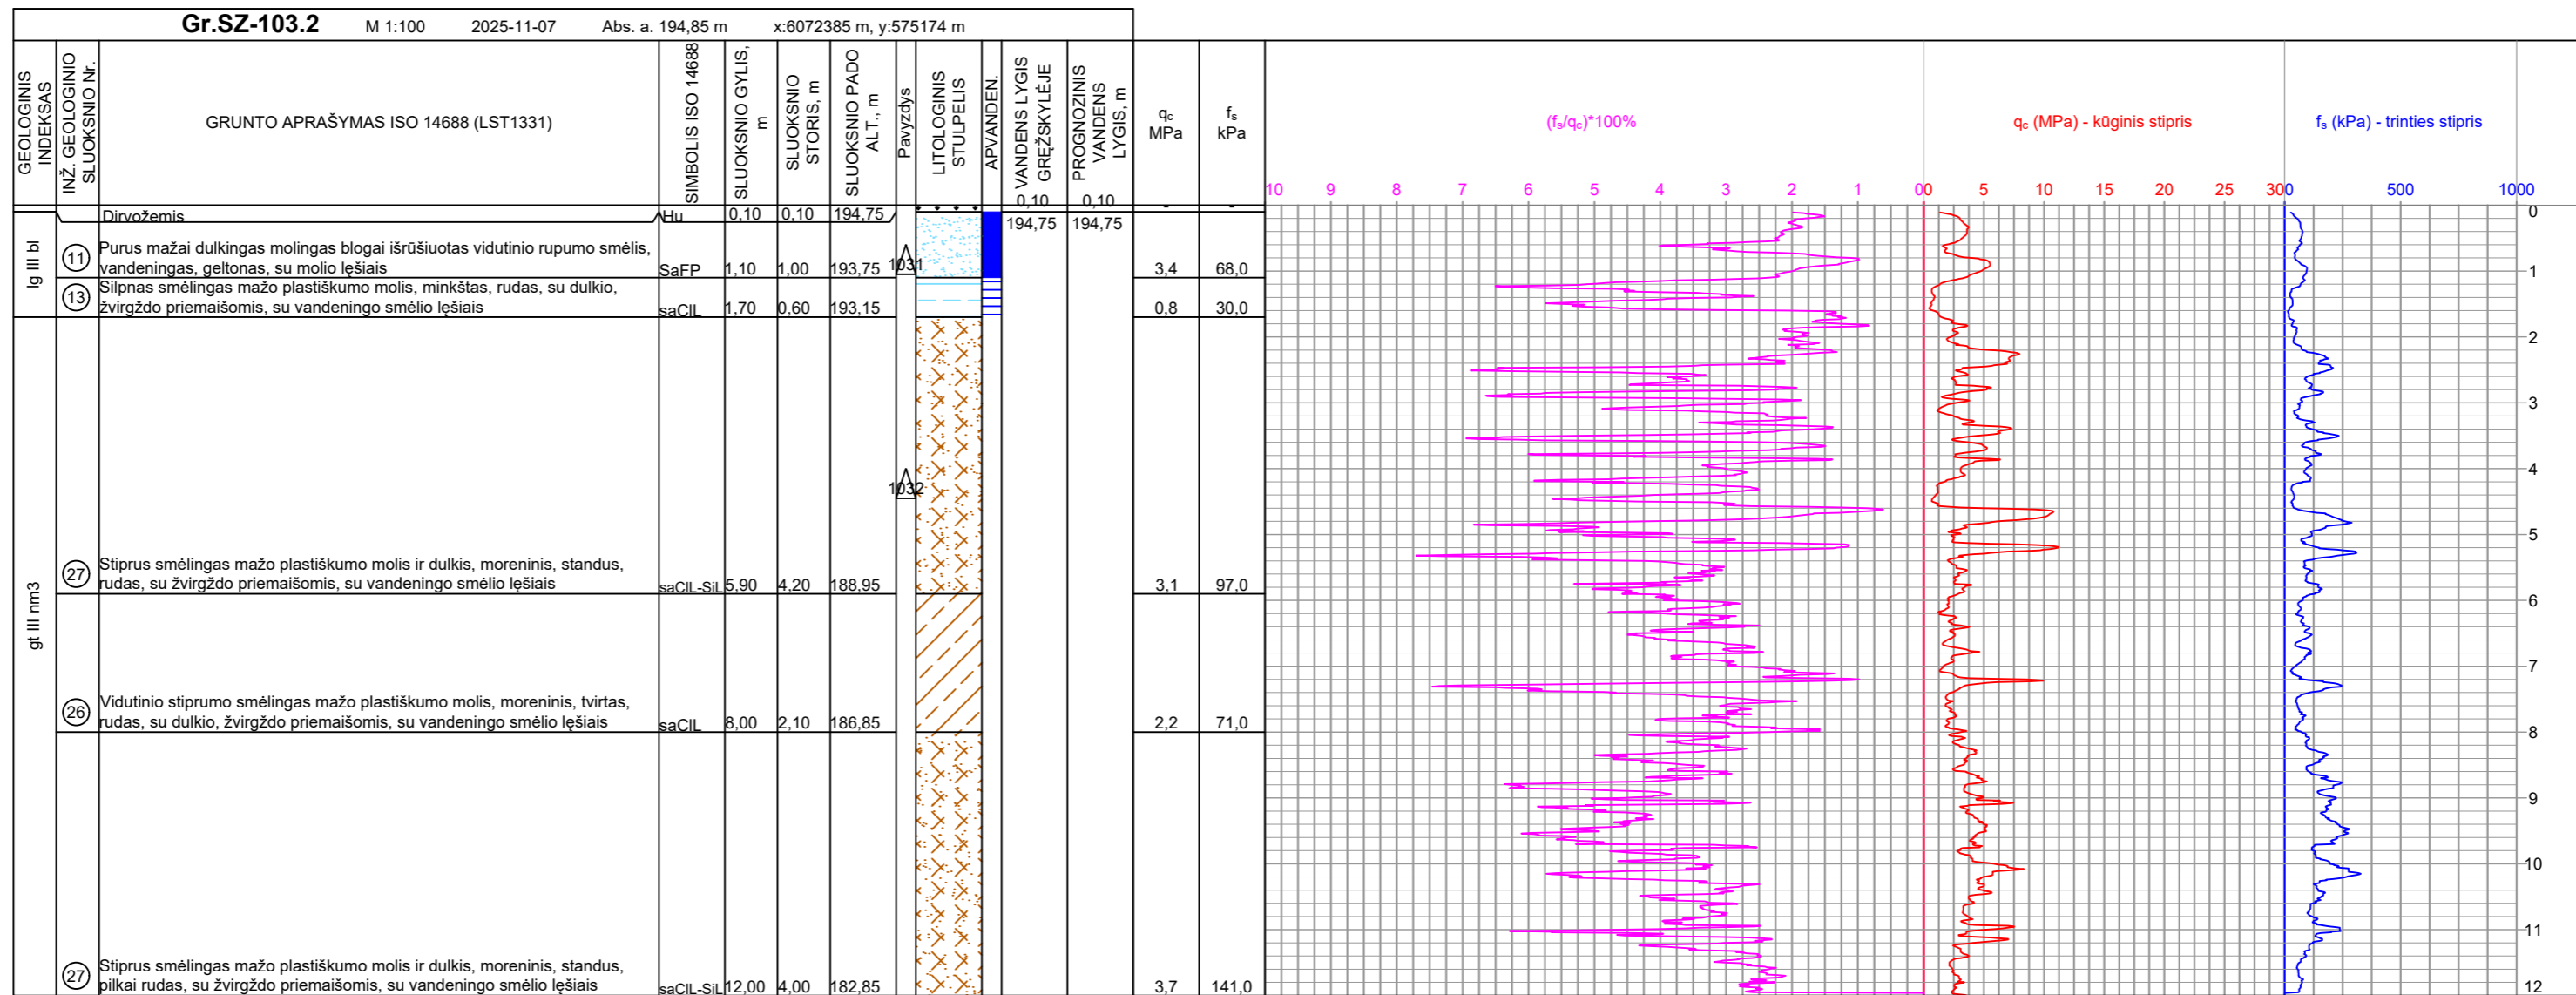 Gr.SZ-103.2 M 1:100 2025-11-07 Abs. a. 194,85 m x:6072385 m, y:575174 m
GEOLOGINIS
INDEKSAS
INŽ. GEOLOGINIO
SLUOKSNIO Nr.
GRUNTO APRAŠYMAS ISO 14688 (LST1331)
SIMBOLIS ISO 14688
SLUOKSNIO GYLIS,
m
SLUOKSNIO
STORIS, m
SLUOKSNIO PADO
ALT., m
Pavyzdys
LITOLOGINIS
STULPELIS
APVANDEN.
VANDENS LYGIS
GRĘŽSKYLĖJE
PROGNOZINIS
VANDENS
LYGIS, m
qc
MPa
fs
kPa
(fs/qc)*100%
qc (MPa) - kūginis stipris
fs (kPa) - trinties stipris
10 9 8 7 6 5 4 3 2 1 0
0 5 10 15 20 25 30
0 500 1000
0,10 0,10 - -
194,75 194,75
lg III bl
Dirvožemis Hu 0,10 0,10 194,75
11 Purus mažai dulkingas molingas blogai išrūšiuotas vidutinio rupumo smėlis,
vandeningas, geltonas, su molio lęšiais SaFP 1,10 1,00 193,75 1031 3,4 68,0
13 Silpnas smėlingas mažo plastiškumo molis, minkštas, rudas, su dulkio,
žvirgždo priemaišomis, su vandeningo smėlio lęšiais saClL 1,70 0,60 193,15 0,8 30,0
gt III nm3
1032
27 Stiprus smėlingas mažo plastiškumo molis ir dulkis, moreninis, standus,
rudas, su žvirgždo priemaišomis, su vandeningo smėlio lęšiais saClL-SiL 5,90 4,20 188,95 3,1 97,0
26 Vidutinio stiprumo smėlingas mažo plastiškumo molis, moreninis, tvirtas,
rudas, su dulkio, žvirgždo priemaišomis, su vandeningo smėlio lęšiais saClL 8,00 2,10 186,85 2,2 71,0
27 Stiprus smėlingas mažo plastiškumo molis ir dulkis, moreninis, standus,
pilkai rudas, su žvirgždo priemaišomis, su vandeningo smėlio lęšiais saClL-SiL 12,00 4,00 182,85 3,7 141,0
0
1
2
3
4
5
6
7
8
9
10
11
12